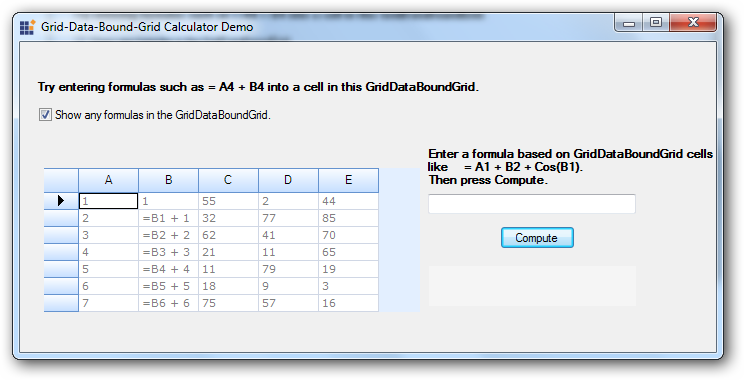 Grid-Data-Bound-Grid Calculator Demo
Try entering formulas such as = A4 + B4 into a cell in this GridDataBoundGrid.
Show any formulas in the GridDataBoundGrid.
Enter a formula based on GridDataBoundGrid cells
like = A1 + B2 + Cos(B1).
Then press Compute.
A B C D E
1 1 55 2 44
2 =B1 + 1 32 77 85
3 =B2 + 2 62 41 70
4 =B3 + 3 21 11 65
5 =B4 + 4 11 79 19
6 =B5 + 5 18 9 3
7 =B6 + 6 75 57 16
Compute